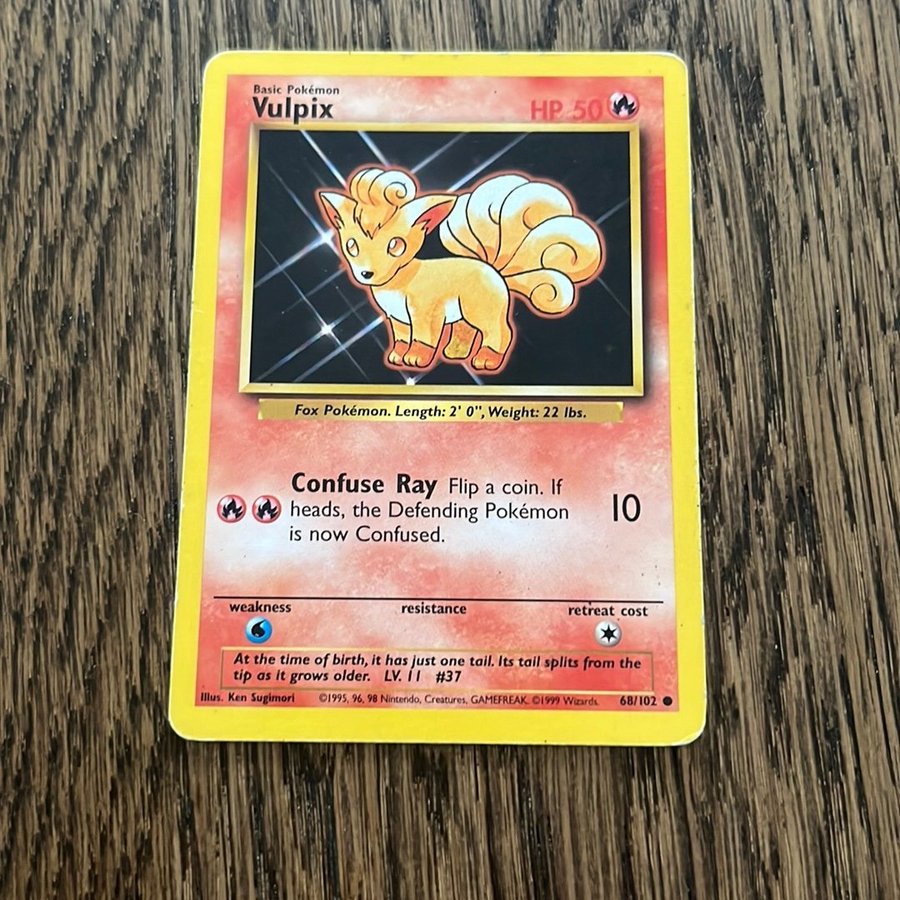 Basic Pokémon
Vulpix HP 50
Fox Pokémon. Length: 2' 0", Weight: 22 lbs.
Confuse Ray Flip a coin. If
heads, the Defending Pokémon 10
is now Confused.
weakness resistance retreat cost
At the time of birth, it has just one tail. Its tail splits from the
tip as it grows older. LV. 11 #37
Illus. Ken Sugimori ©1995, 96, 98 Nintendo, Creatures, GAMEFREAK. ©1999 Wizards. 68/102